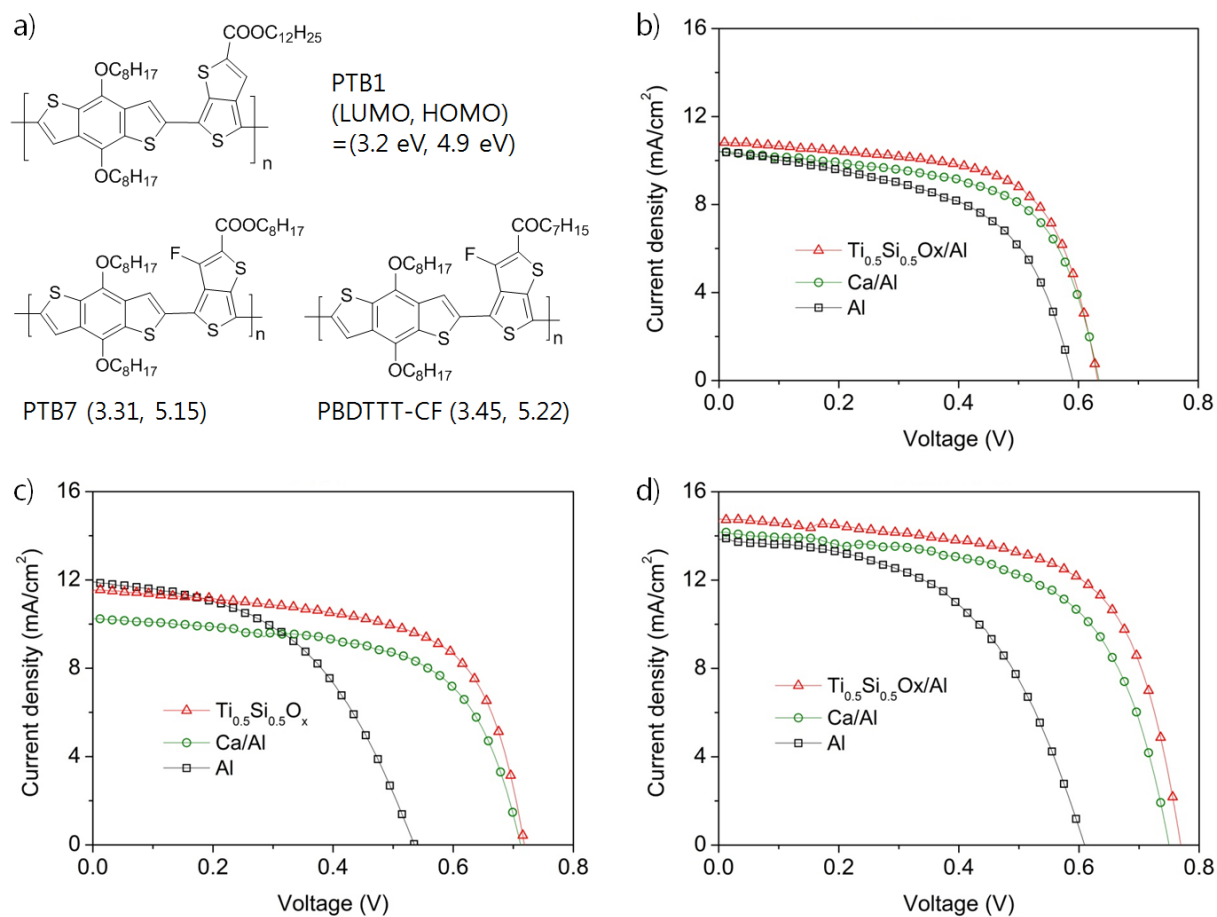 a)
COOC12H25
OC8H17
S
S
S
S
n
OC8H17
PTB1
(LUMO, HOMO)
=(3.2 eV, 4.9 eV)
COOC8H17
F
OC8H17
S
S
S
S
n
OC8H17
PTB7 (3.31, 5.15)
COC7H15
F
OC8H17
S
S
S
S
n
OC8H17
PBDTTT-CF (3.45, 5.22)
b)
16
12
8
4
0
Current density (mA/cm2)
Ti0.5Si0.5Ox/Al
Ca/Al
Al
0.0 0.2 0.4 0.6 0.8
Voltage (V)
c)
16
12
8
4
0
Current density (mA/cm2)
Ti0.5Si0.5Ox
Ca/Al
Al
0.0 0.2 0.4 0.6 0.8
Voltage (V)
d)
16
12
8
4
0
Current density (mA/cm2)
Ti0.5Si0.5Ox/Al
Ca/Al
Al
0.0 0.2 0.4 0.6 0.8
Voltage (V)